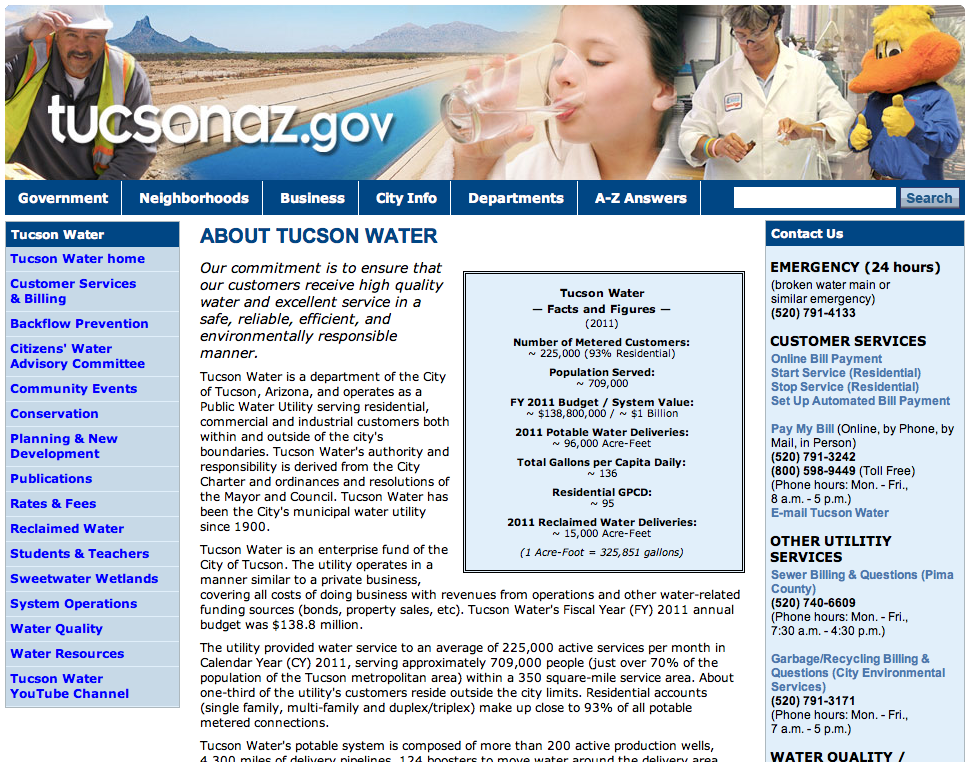 tucsonaz.gov
Government
Neighborhoods
Business
City Info
Departments
A-Z Answers
Search
Tucson Water
Tucson Water home
Customer Services
& Billing
Backflow Prevention
Citizens' Water
Advisory Committee
Community Events
Conservation
Planning & New
Development
Publications
Rates & Fees
Reclaimed Water
Students & Teachers
Sweetwater Wetlands
System Operations
Water Quality
Water Resources
Tucson Water
YouTube Channel
ABOUT TUCSON WATER
Our commitment is to ensure that
our customers receive high quality
water and excellent service in a
safe, reliable, efficient, and
environmentally responsible
manner.
Tucson Water is a department of the City
of Tucson, Arizona, and operates as a
Public Water Utility serving residential,
commercial and industrial customers both
within and outside of the city's
boundaries. Tucson Water's authority and
responsibility is derived from the City
Charter and ordinances and resolutions of
the Mayor and Council. Tucson Water has
been the City's municipal water utility
since 1900.
Tucson Water is an enterprise fund of the
City of Tucson. The utility operates in a
manner similar to a private business,
covering all costs of doing business with revenues from operations and other water-related
funding sources (bonds, property sales, etc). Tucson Water's Fiscal Year (FY) 2011 annual
budget was $138.8 million.
The utility provided water service to an average of 225,000 active services per month in
Calendar Year (CY) 2011, serving approximately 709,000 people (just over 70% of the
population of the Tucson metropolitan area) within a 350 square-mile service area. About
one-third of the utility's customers reside outside the city limits. Residential accounts
(single family, multi-family and duplex/triplex) make up close to 93% of all potable
metered connections.
Tucson Water's potable system is composed of more than 200 active production wells,
4,300 miles of delivery pipelines, 124 boosters to move water around the delivery area,
Tucson Water
— Facts and Figures —
(2011)
Number of Metered Customers:
~ 225,000 (93% Residential)
Population Served:
~ 709,000
FY 2011 Budget / System Value:
~ $138,800,000 / ~ $1 Billion
2011 Potable Water Deliveries:
~ 96,000 Acre-Feet
Total Gallons per Capita Daily:
~ 136
Residential GPCD:
~ 95
2011 Reclaimed Water Deliveries:
~ 15,000 Acre-Feet
(1 Acre-Foot = 325,851 gallons)
Contact Us
EMERGENCY (24 hours)
(broken water main or
similar emergency)
(520) 791-4133
CUSTOMER SERVICES
Online Bill Payment
Start Service (Residential)
Stop Service (Residential)
Set Up Automated Bill Payment
Pay My Bill (Online, by Phone, by
Mail, in Person)
(520) 791-3242
(800) 598-9449 (Toll Free)
(Phone hours: Mon. - Fri.,
8 a.m. - 5 p.m.)
E-mail Tucson Water
OTHER UTILITIY
SERVICES
Sewer Billing & Questions (Pima
County)
(520) 740-6609
(Phone hours: Mon. - Fri.,
7:30 a.m. - 4:30 p.m.)
Garbage/Recycling Billing &
Questions (City Environmental
Services)
(520) 791-3171
(Phone hours: Mon. - Fri.,
7 a.m. - 5 p.m.)
WATER QUALITY /